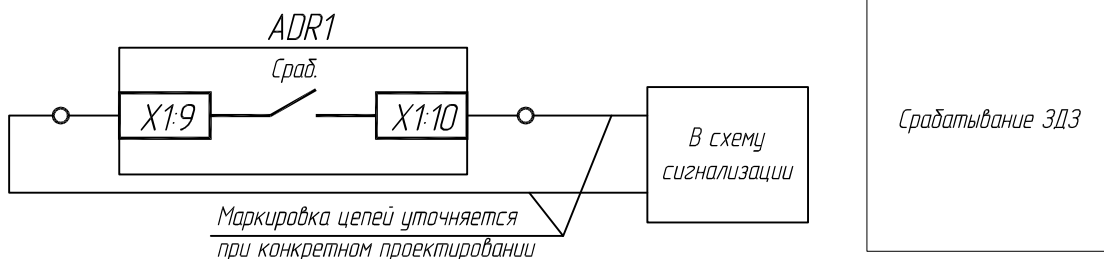 ADR1
Сраб.
X1:9
X1:10
В схему
сигнализации
Срабатывание ЗДЗ
Маркировка цепей уточняется
при конкретном проектировании